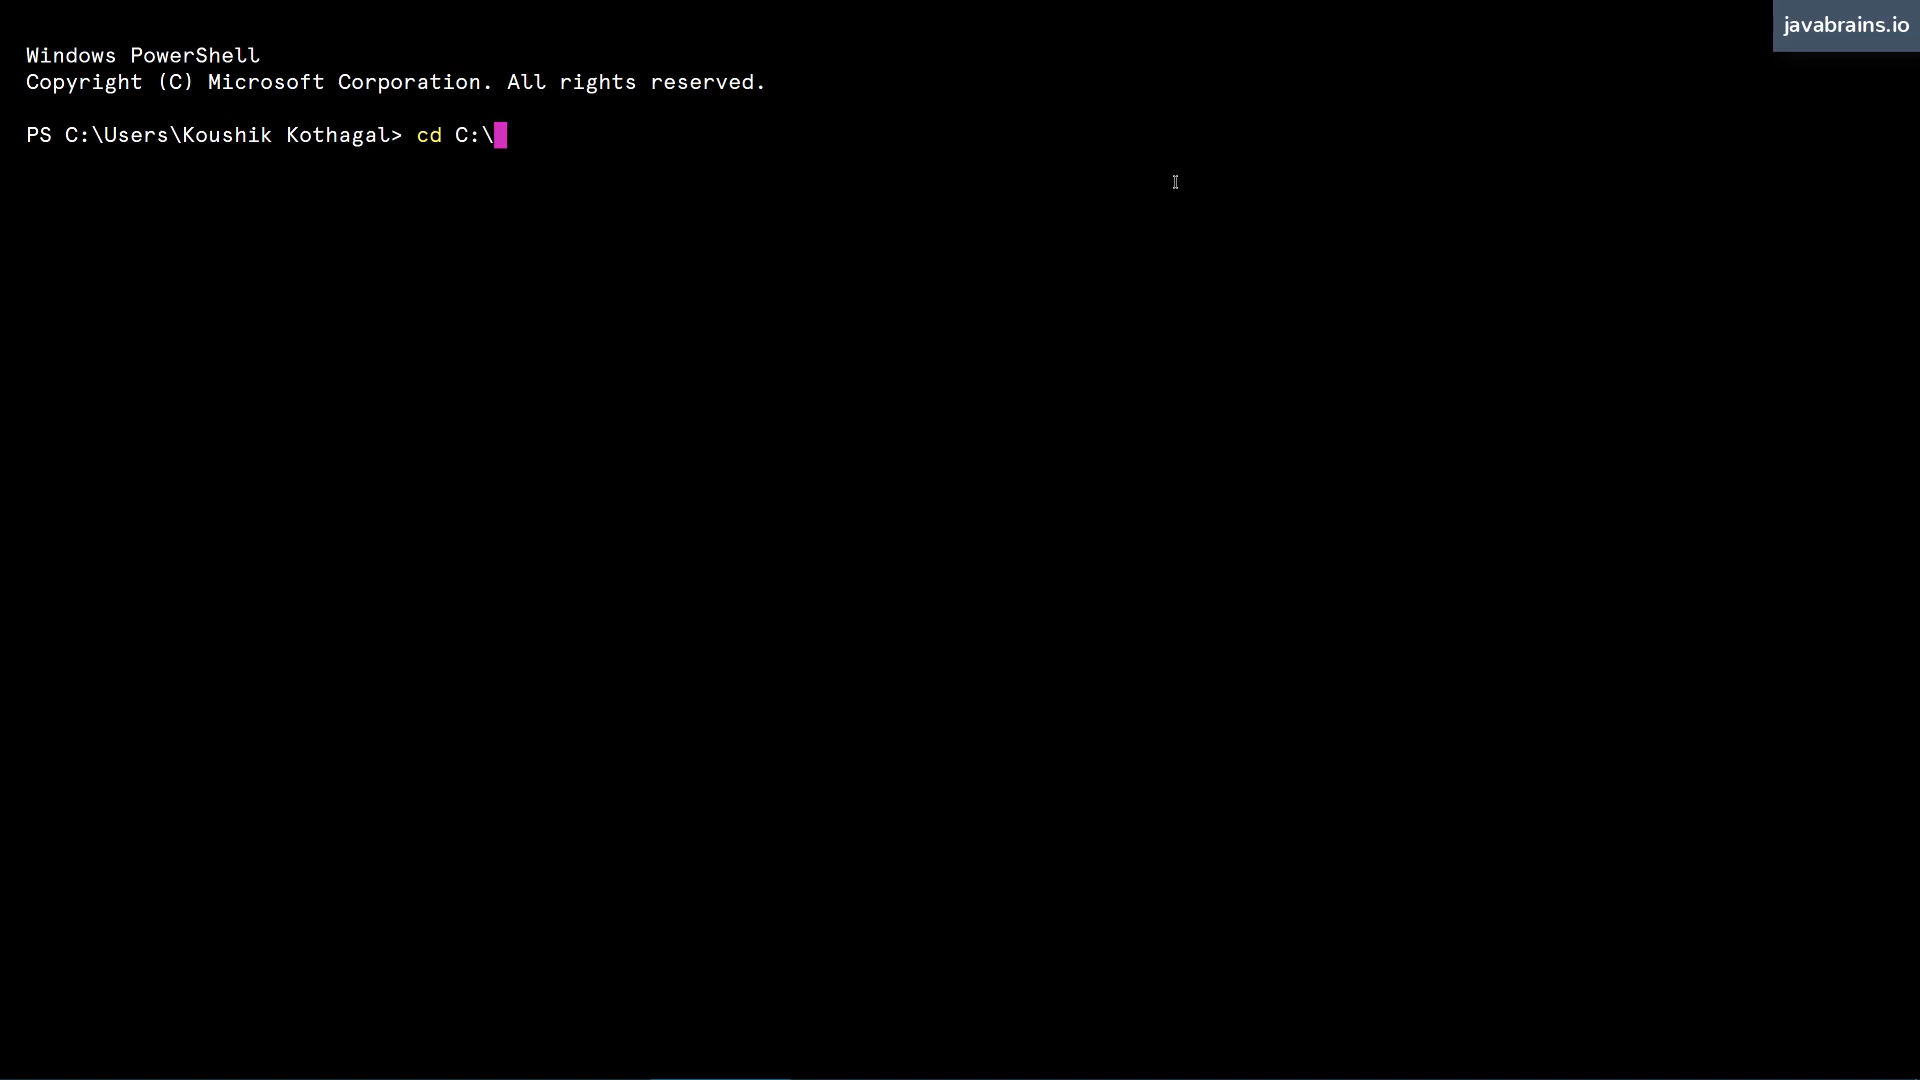 javabrains.io
Windows PowerShell
Copyright (C) Microsoft Corporation. All rights reserved.
PS C:\Users\Koushik Kothagal> cd C:\